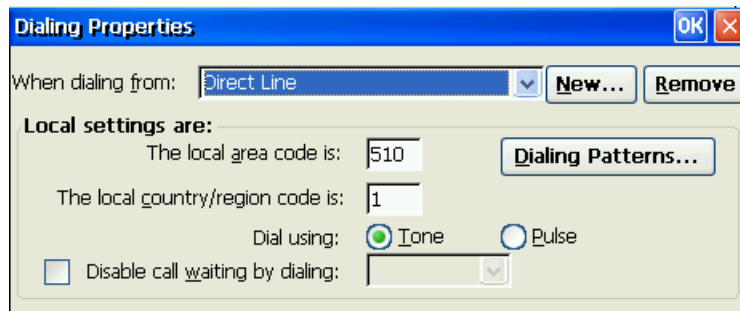 Dialing Properties OK
When dialing from: Direct Line New... Remove
Local settings are:
The local area code is: 510 Dialing Patterns...
The local country/region code is: 1
Dial using: Tone Pulse
Disable call waiting by dialing: